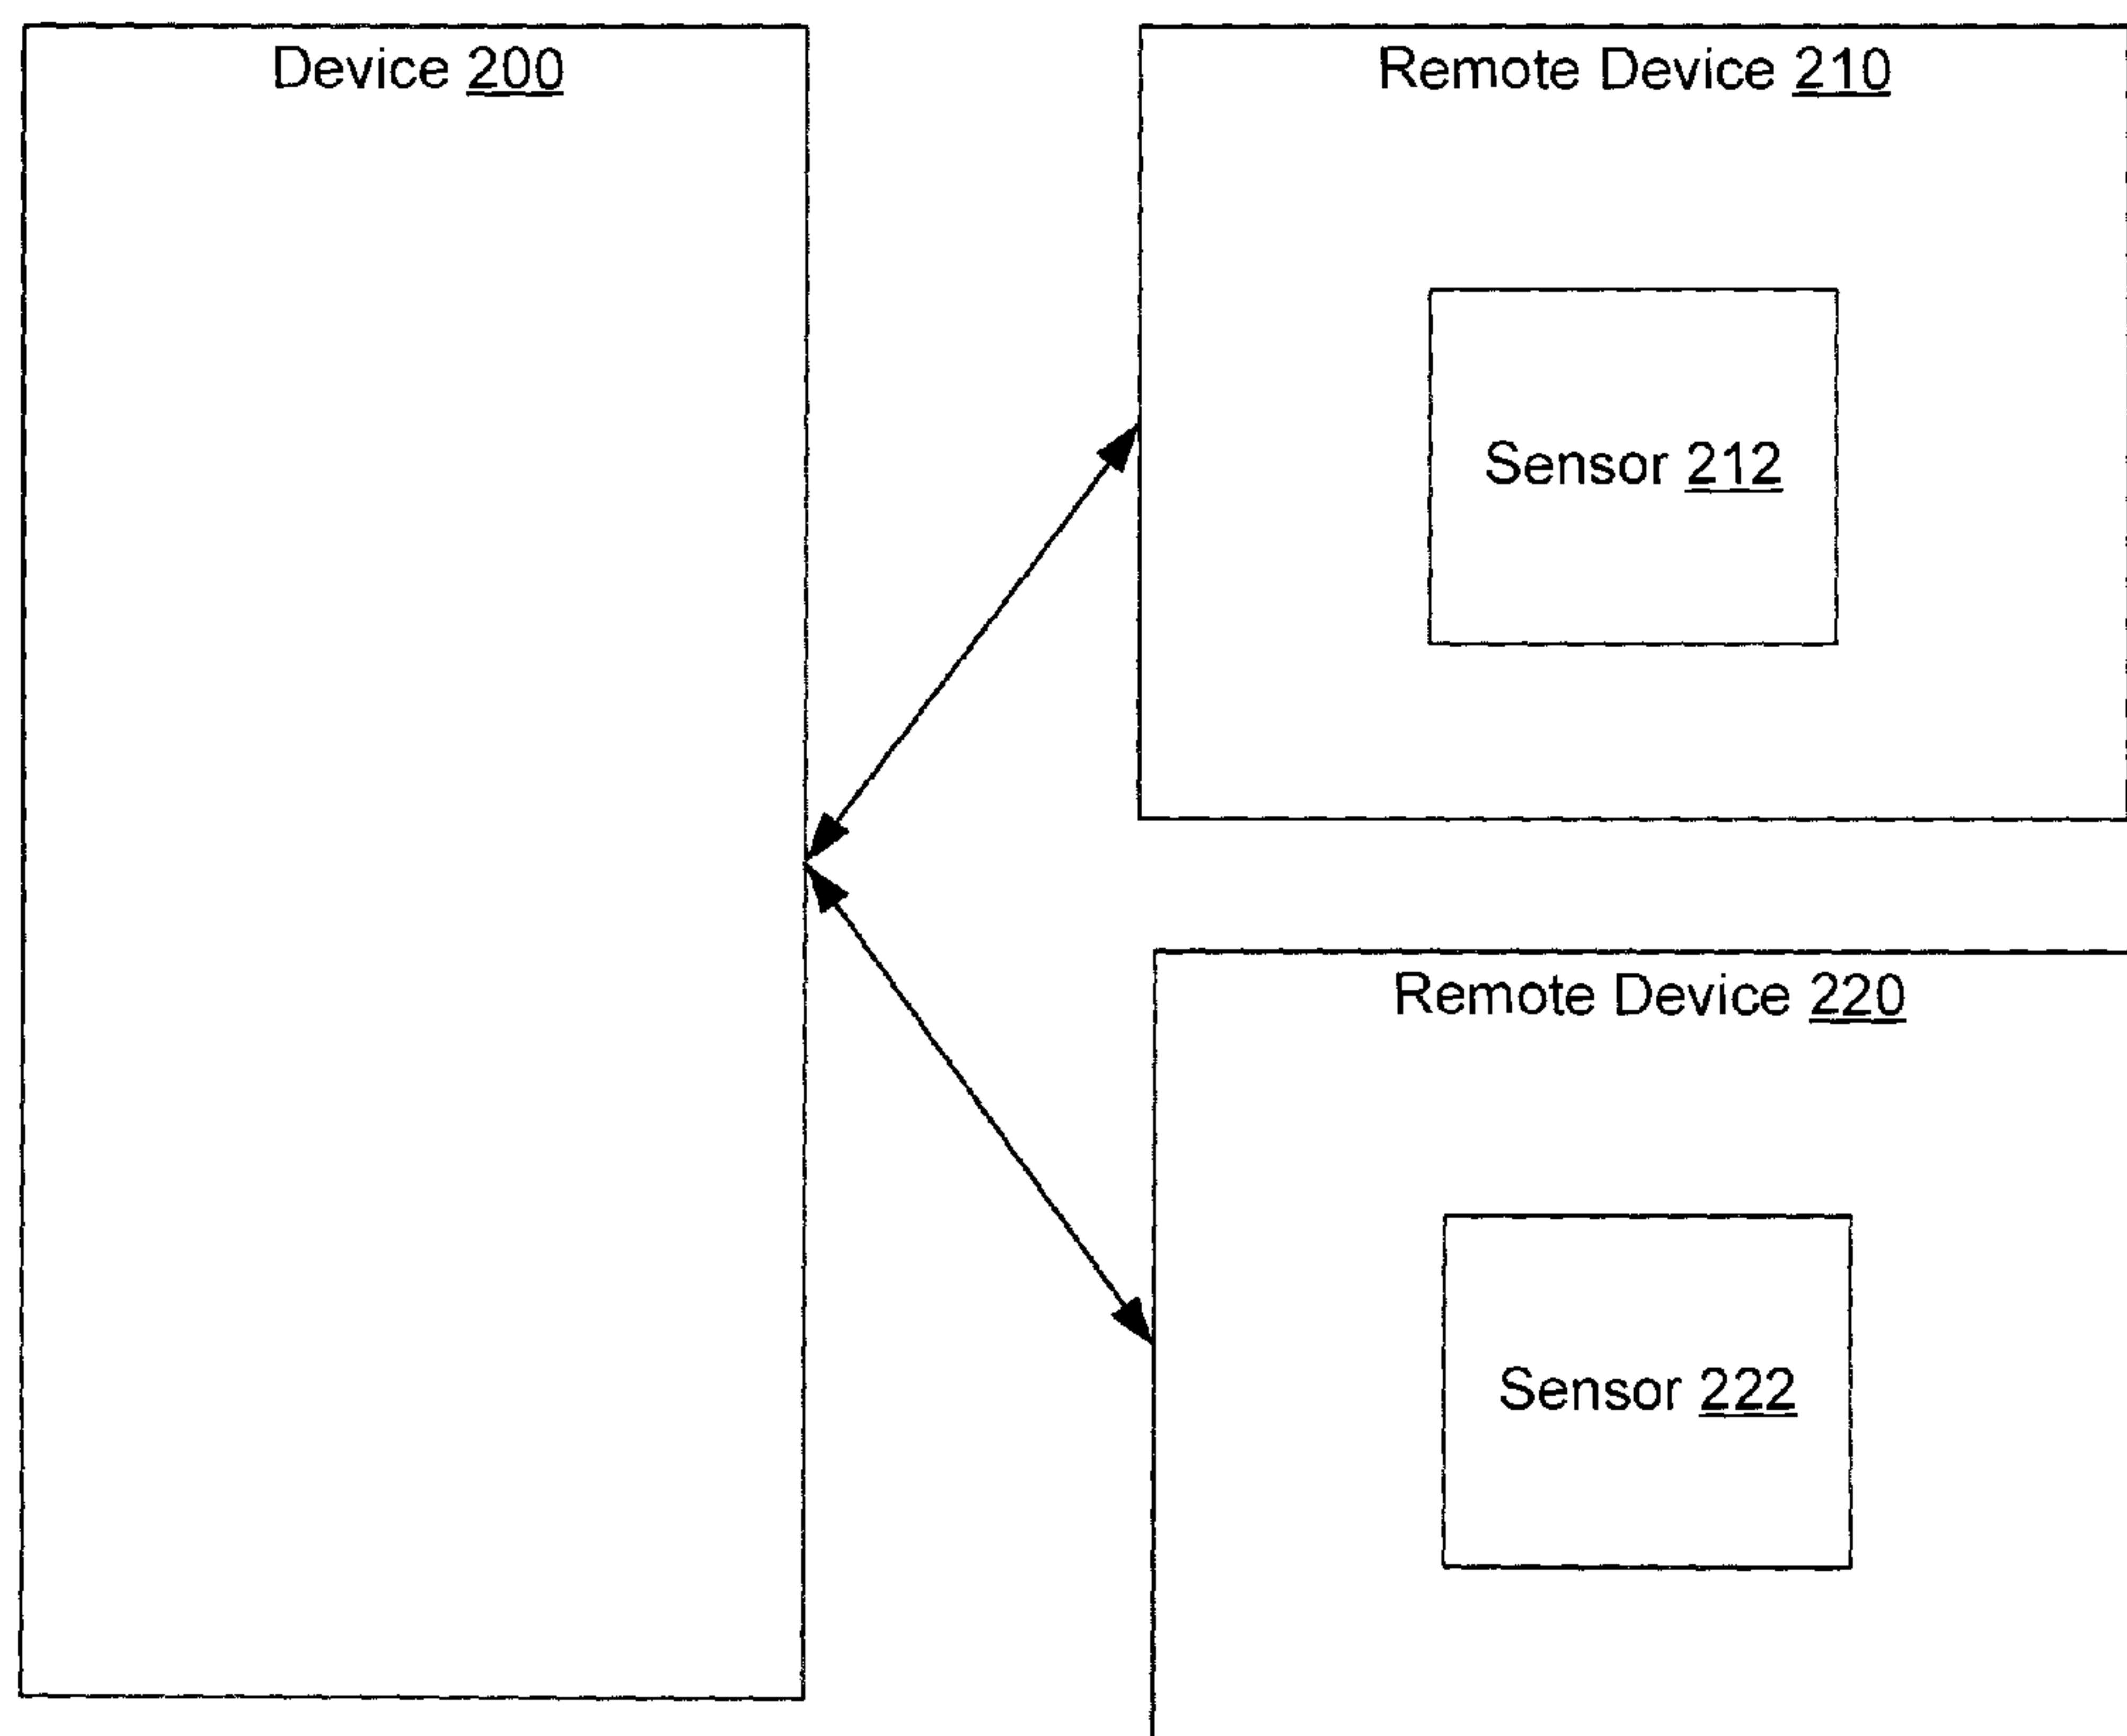 Device 200
Remote Device 210
Sensor 212
Remote Device 220
Sensor 222